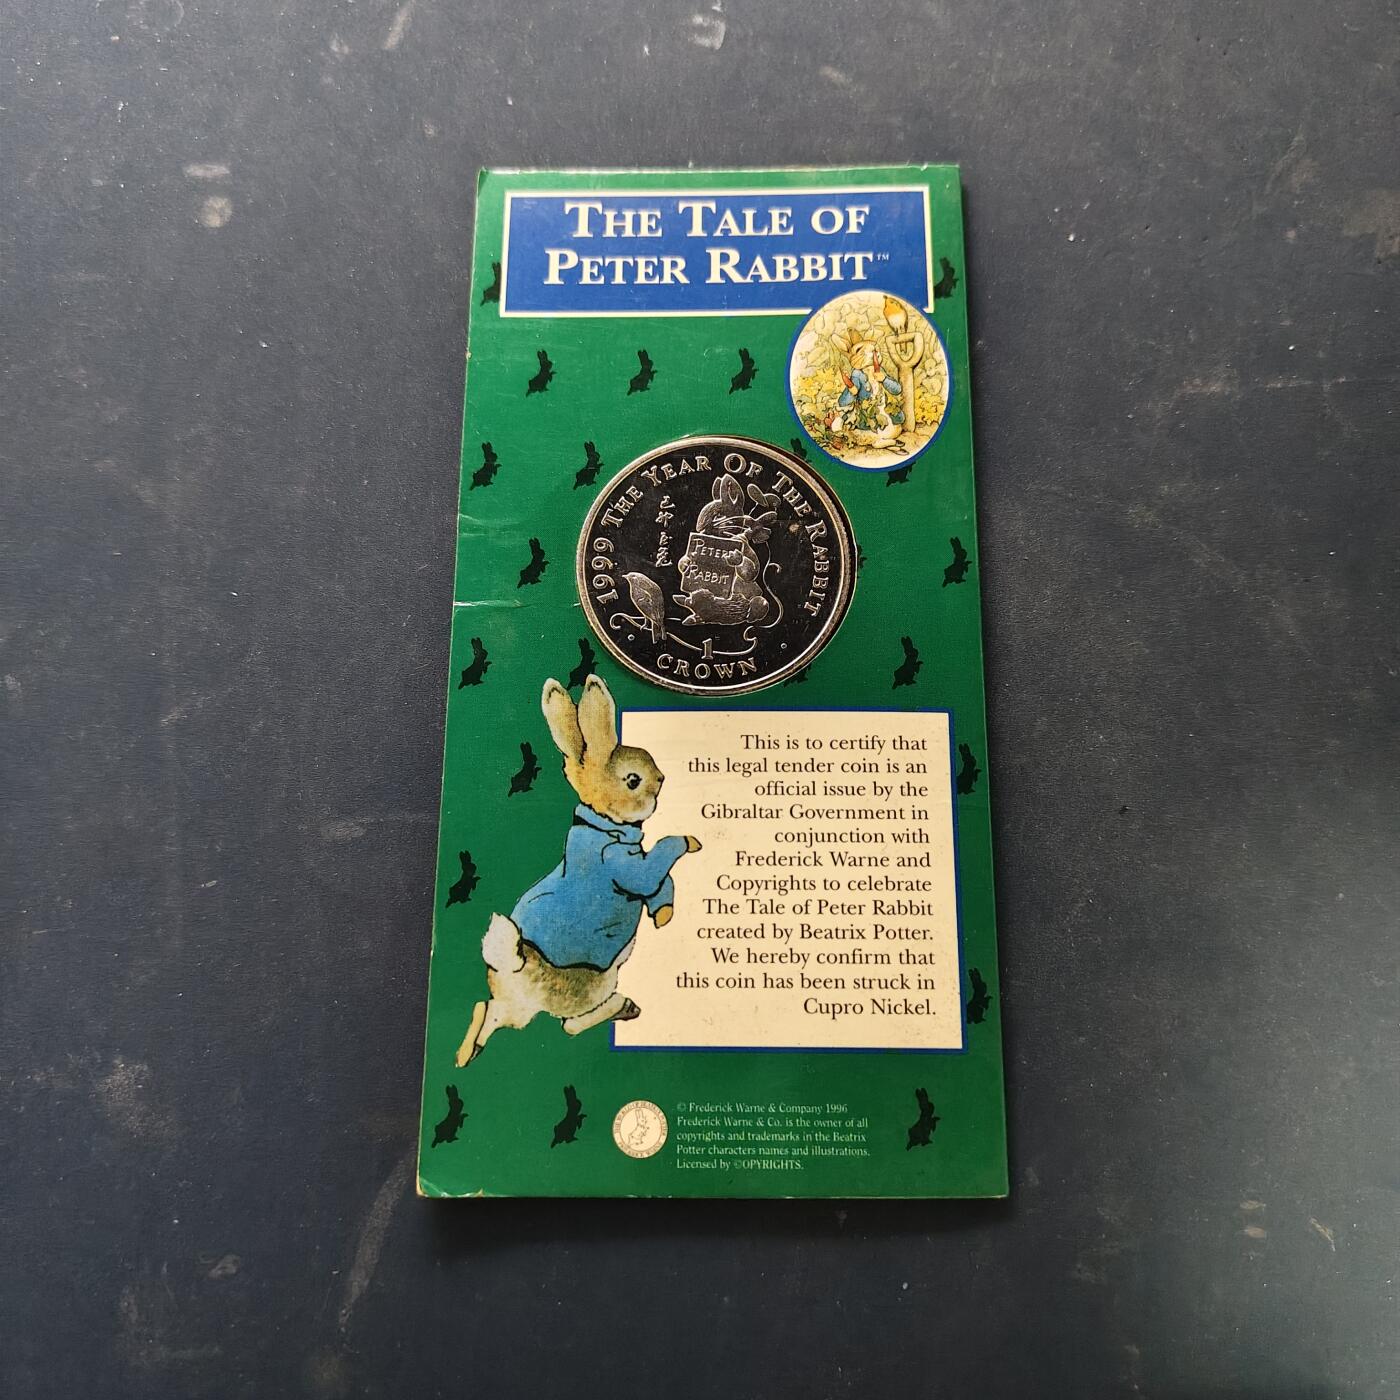 THE TALE OF
PETER RABBIT™
1999 THE YEAR OF THE RABBIT
己卯玉兔
PETER
RABBIT
1
CROWN
This is to certify that
this legal tender coin is an
official issue by the
Gibraltar Government in
conjunction with
Frederick Warne and
Copyrights to celebrate
The Tale of Peter Rabbit
created by Beatrix Potter.
We hereby confirm that
this coin has been struck in
Cupro Nickel.
© Frederick Warne & Company 1996
Frederick Warne & Co. is the owner of all
copyrights and trademarks in the Beatrix
Potter characters names and illustrations.
Licensed by ©OPYRIGHTS.